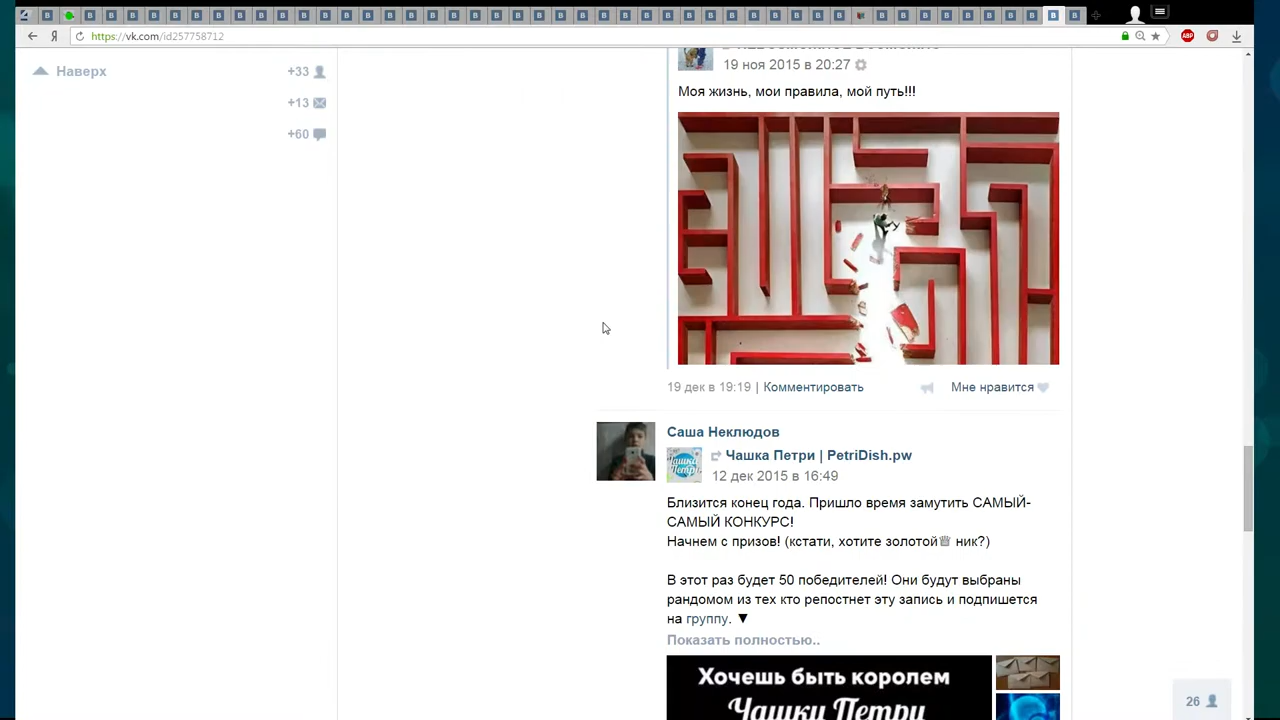 https://vk.com/id257758712
Наверх
+33
+13
+60
19 ноя 2015 в 20:27
Моя жизнь, мои правила, мой путь!!!
19 дек в 19:19 | Комментировать
Мне нравится
Саша Неклюдов
Чашка Петри | PetriDish.pw
12 дек 2015 в 16:49
Близится конец года. Пришло время замутить САМЫЙ-
САМЫЙ КОНКУРС!
Начнем с призов! (кстати, хотите золотой♕ ник?)
В этот раз будет 50 победителей! Они будут выбраны
рандомом из тех кто репостнет эту запись и подпишется
на группу. ▼
Показать полностью..
Хочешь быть королем
Чашки Петри
26